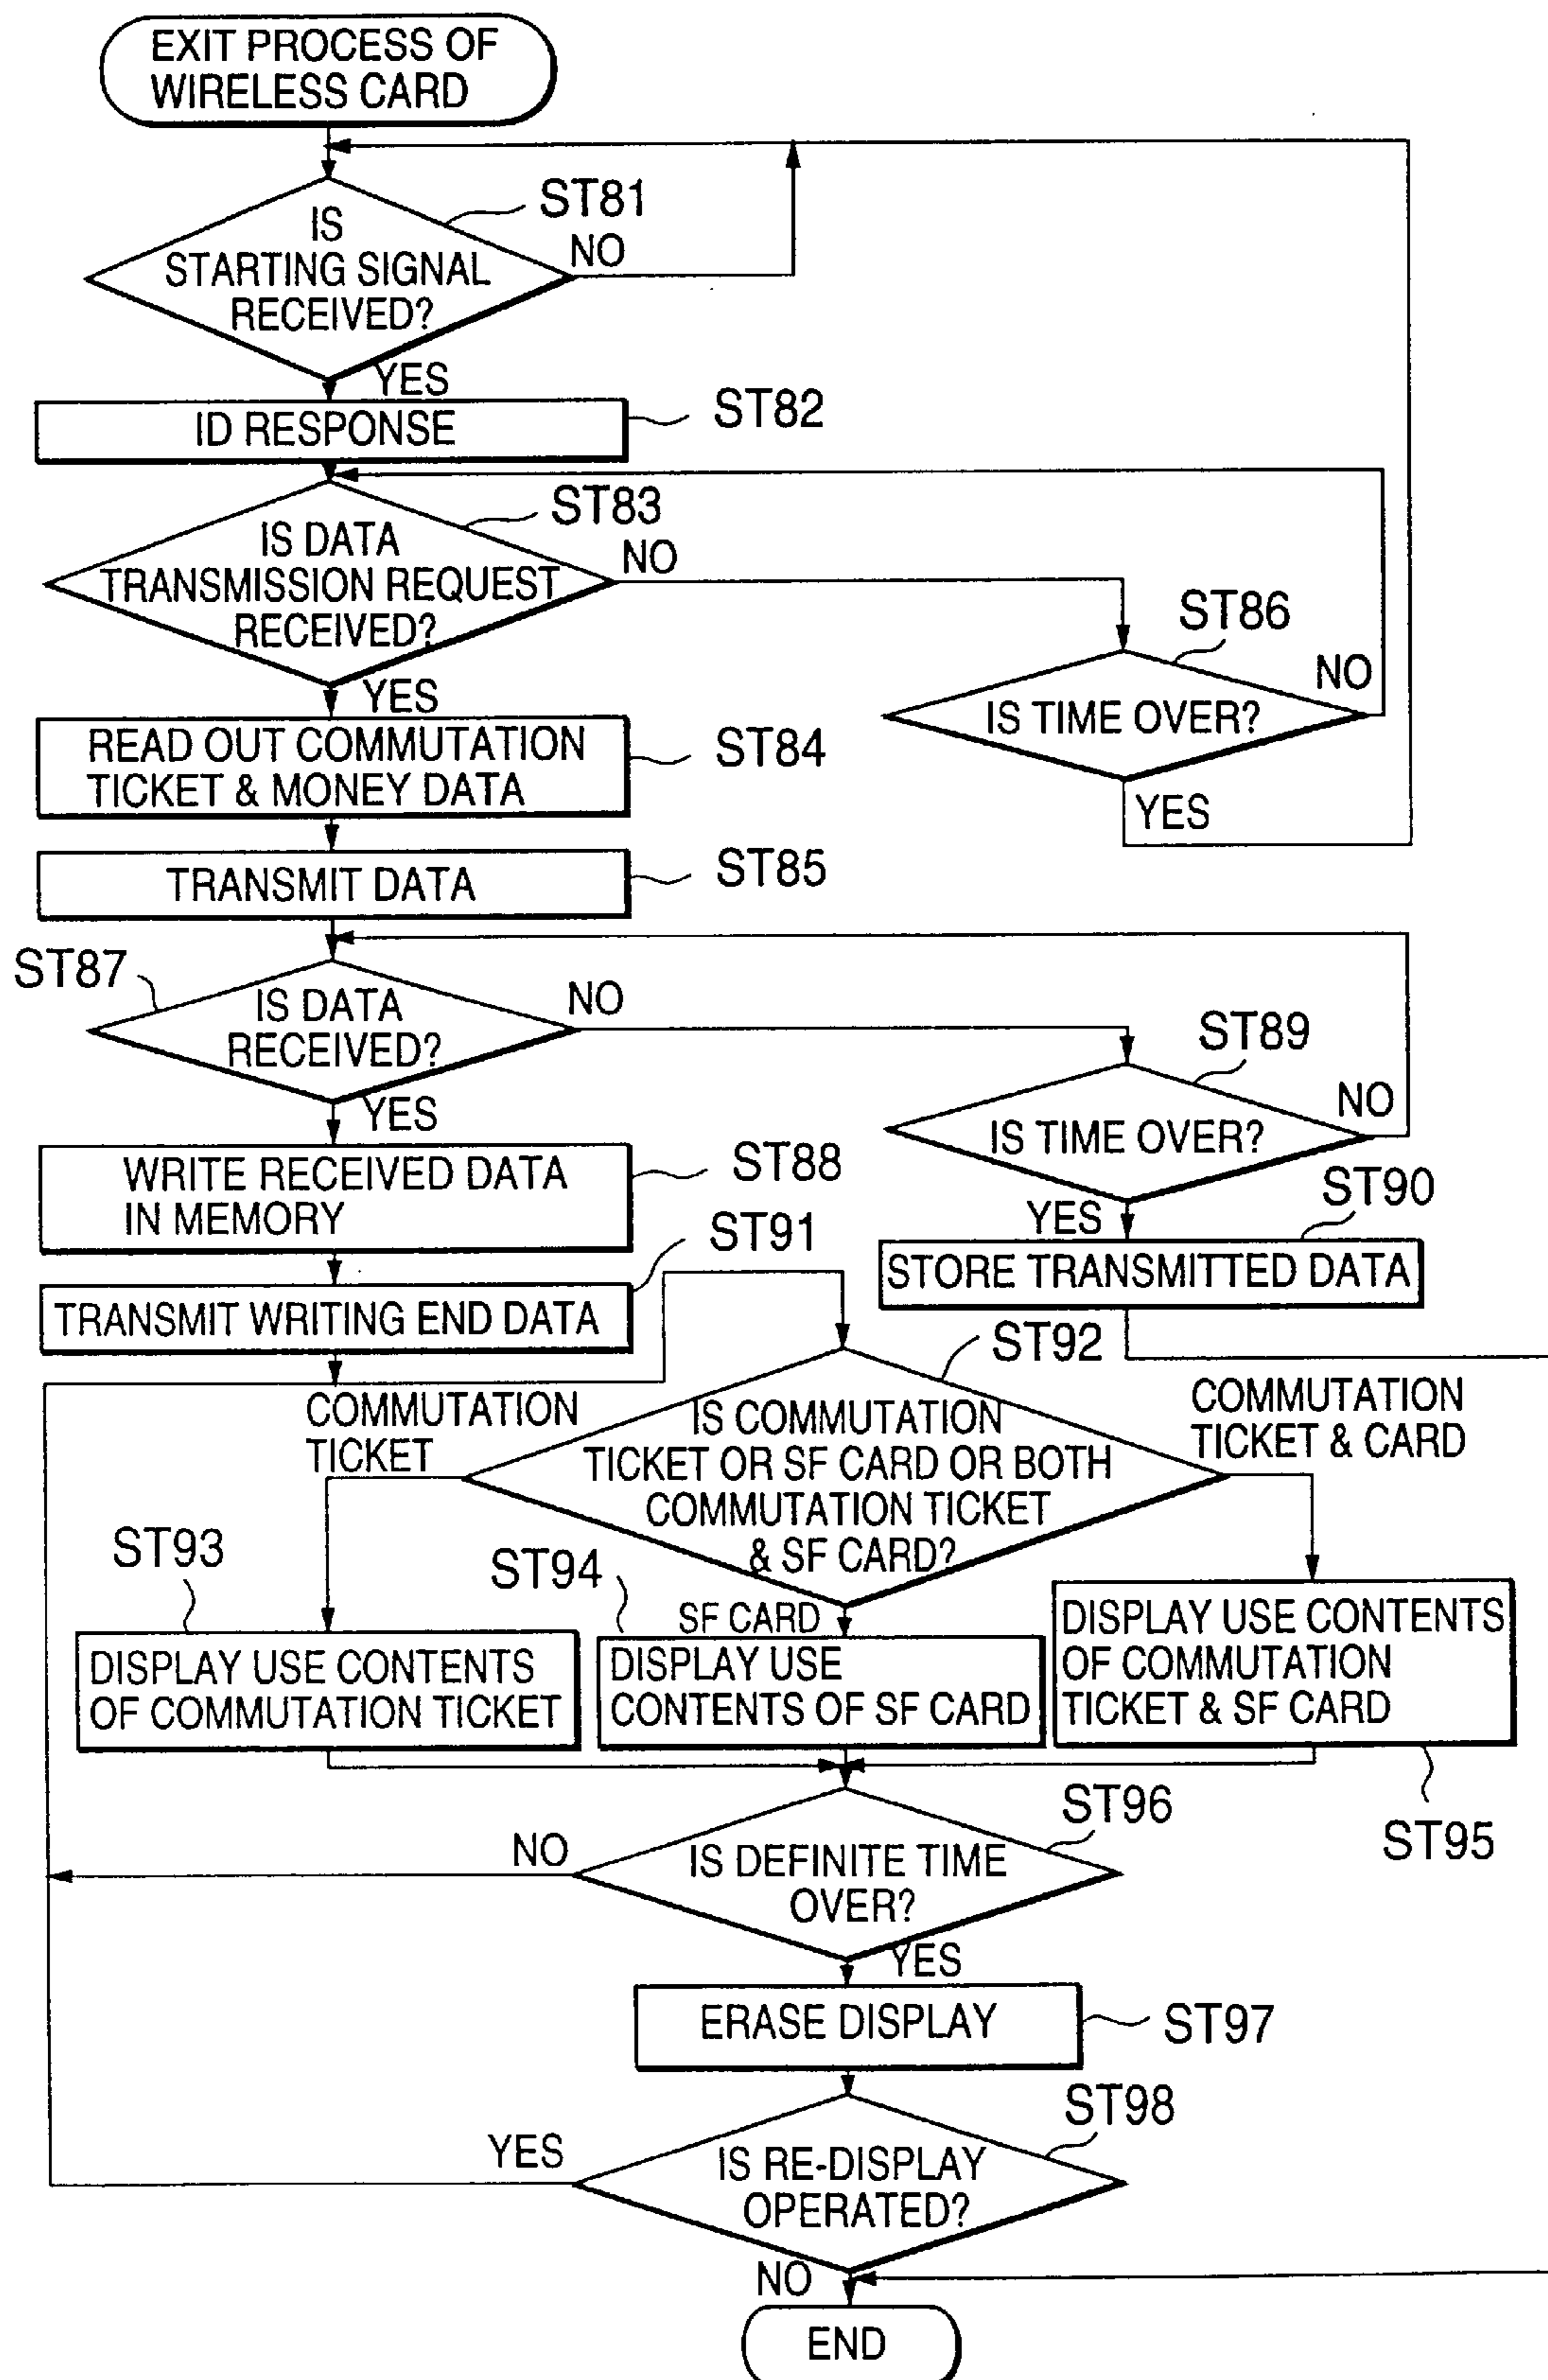 EXIT PROCESS OF
WIRELESS CARD
ST81
IS
STARTING SIGNAL
RECEIVED?
NO
YES
ID RESPONSE
ST82
ST83
IS DATA
TRANSMISSION REQUEST
RECEIVED?
NO
ST86
IS TIME OVER?
NO
YES
YES
READ OUT COMMUTATION
TICKET & MONEY DATA
ST84
TRANSMIT DATA
ST85
ST87
IS DATA
RECEIVED?
NO
ST89
IS TIME OVER?
NO
YES
WRITE RECEIVED DATA
IN MEMORY
ST88
YES
ST90
STORE TRANSMITTED DATA
ST91
TRANSMIT WRITING END DATA
ST92
IS COMMUTATION
TICKET OR SF CARD OR BOTH
COMMUTATION TICKET
& SF CARD?
COMMUTATION
TICKET
COMMUTATION
TICKET & CARD
ST93
DISPLAY USE CONTENTS
OF COMMUTATION TICKET
ST94
SF CARD
DISPLAY USE
CONTENTS OF SF CARD
DISPLAY USE CONTENTS
OF COMMUTATION
TICKET & SF CARD
ST95
ST96
IS DEFINITE TIME
OVER?
NO
YES
ERASE DISPLAY
ST97
ST98
IS RE-DISPLAY
OPERATED?
YES
NO
END